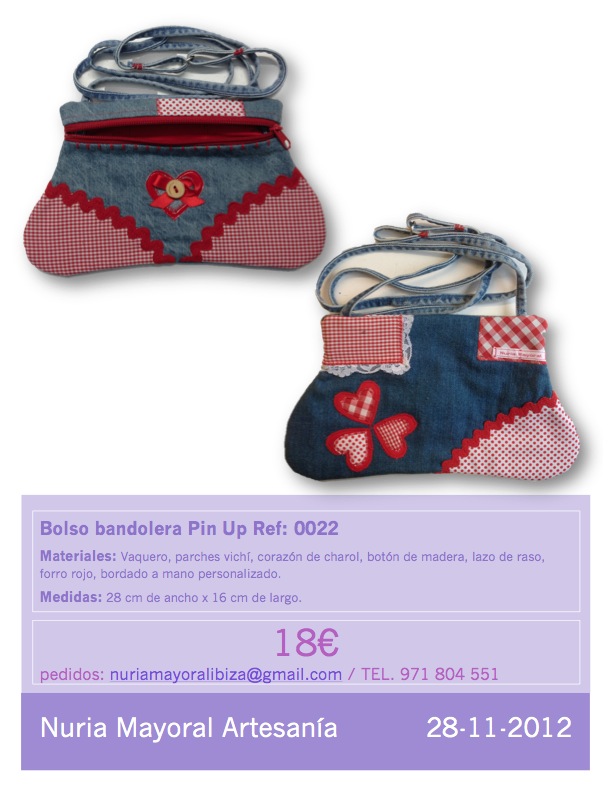 Nuria Mayoral
Bolso bandolera Pin Up Ref: 0022
Materiales: Vaquero, parches vichí, corazón de charol, botón de madera, lazo de raso,
forro rojo, bordado a mano personalizado.
Medidas: 28 cm de ancho x 16 cm de largo.
18€
pedidos: nuriamayoralibiza@gmail.com / TEL. 971 804 551
Nuria Mayoral Artesanía 28-11-2012